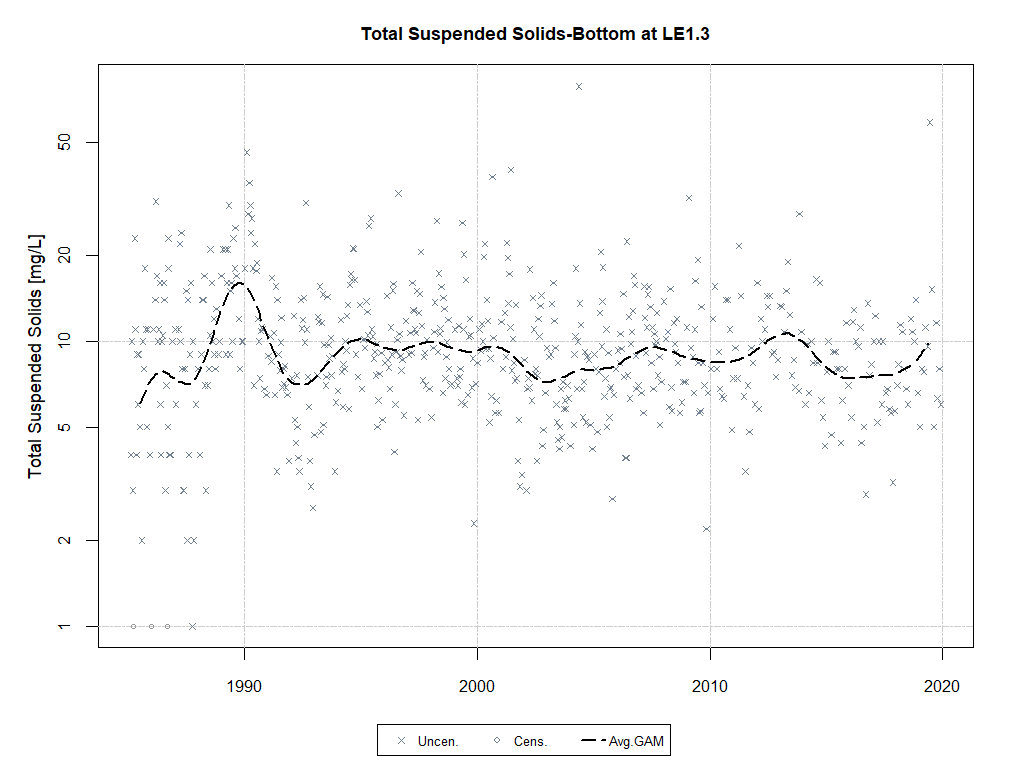 Total Suspended Solids-Bottom at LE1.3
Total Suspended Solids [mg/L]
50
20
10
5
2
1
1990
2000
2010
2020
Uncen.
Cens.
Avg.GAM